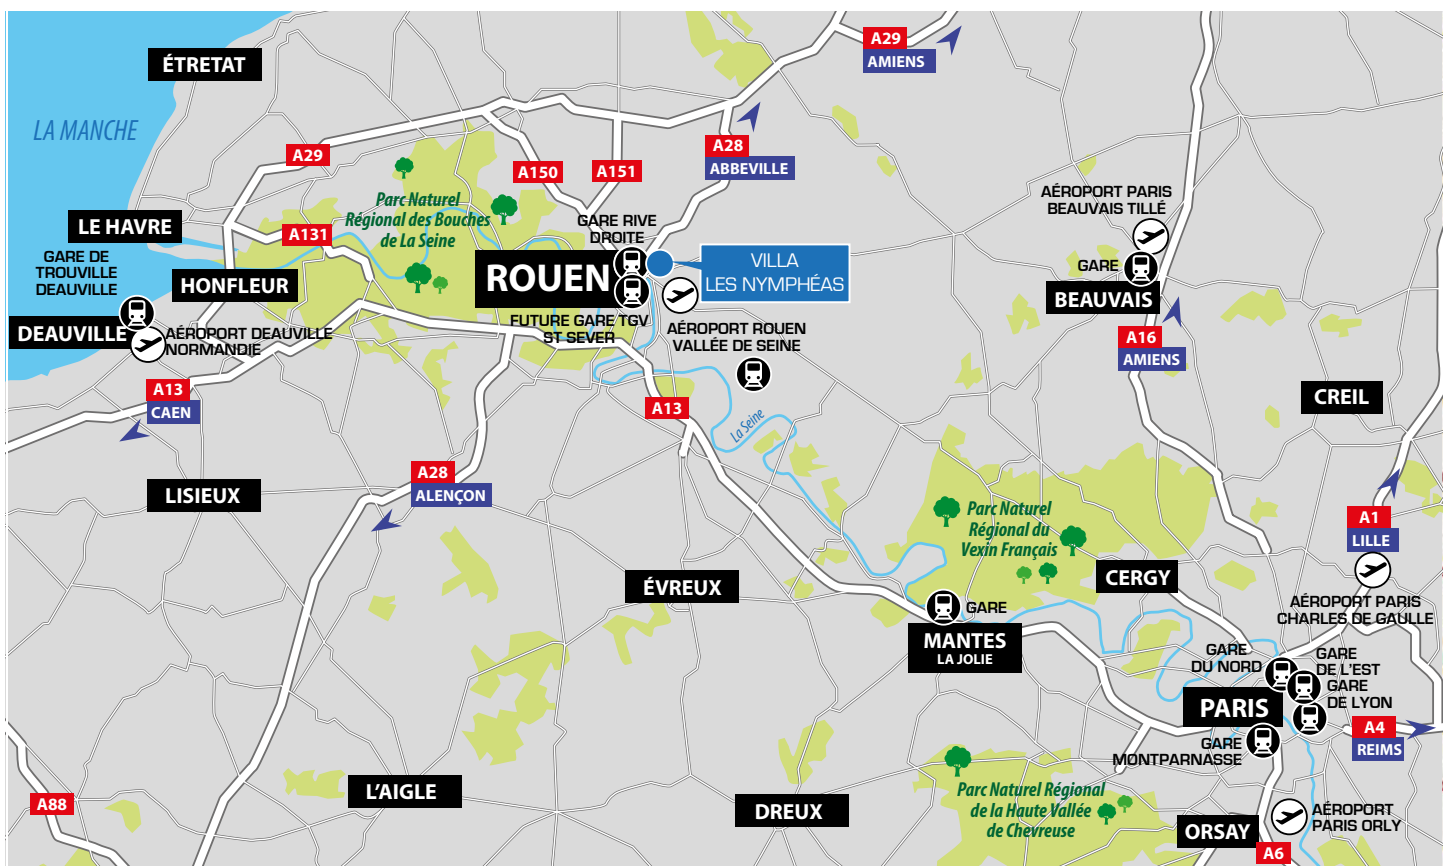 A29
AMIENS
ÉTRETAT
LA MANCHE
A29
A150
A151
A28
ABBEVILLE
Parc Naturel
Régional des Bouches
de La Seine
AÉROPORT PARIS
BEAUVAIS TILLÉ
LE HAVRE
A131
GARE RIVE
DROITE
GARE DE
TROUVILLE
DEAUVILLE
HONFLEUR
ROUEN
VILLA
LES NYMPHÉAS
GARE
BEAUVAIS
DEAUVILLE
AÉROPORT DEAUVILLE
NORMANDIE
FUTURE GARE TGV
ST SEVER
AÉROPORT ROUEN
VALLÉE DE SEINE
A16
AMIENS
A13
CAEN
A13
La Seine
CREIL
A28
ALENÇON
LISIEUX
Parc Naturel
Régional du
Vexin Français
A1
LILLE
ÉVREUX
CERGY
GARE
MANTES
LA JOLIE
AÉROPORT PARIS
CHARLES DE GAULLE
GARE
DU NORD
GARE
DE L'EST
GARE
DE LYON
PARIS
A4
REIMS
GARE
MONTPARNASSE
A88
L'AIGLE
DREUX
Parc Naturel Régional
de la Haute Vallée
de Chevreuse
ORSAY
AÉROPORT
PARIS ORLY
A6